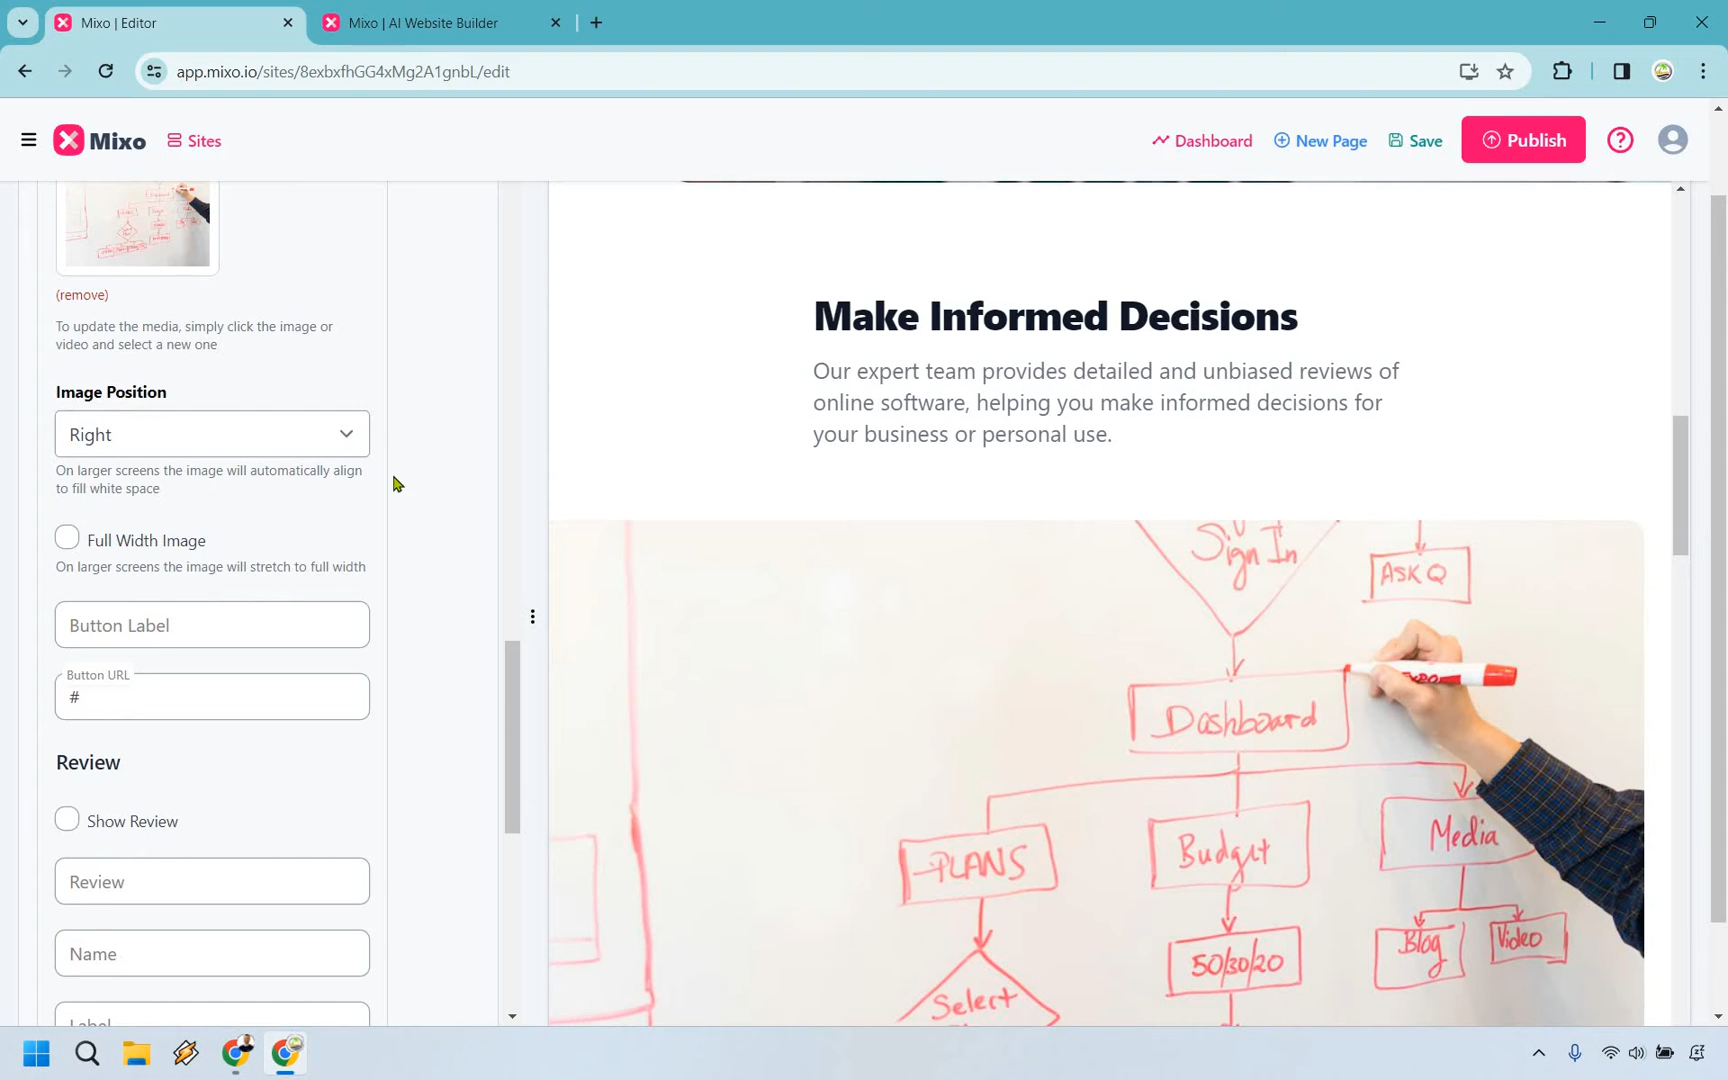 Mixo | Editor
Mixo | AI Website Builder
app.mixo.io/sites/8exbxfhGG4xMg2A1gnbL/edit
Mixo
Sites
Dashboard
New Page
Save
Publish
(remove)
To update the media, simply click the image or
video and select a new one
Image Position
Right
On larger screens the image will automatically align
to fill white space
Full Width Image
On larger screens the image will stretch to full width
Button Label
Button URL
#
Review
Show Review
Review
Name
Label
Make Informed Decisions
Our expert team provides detailed and unbiased reviews of
online software, helping you make informed decisions for
your business or personal use.
Sign In
ASK Q
EXPO
Dashboard
PLANS
Budget
Media
50/30/20
Blog
Video
Select